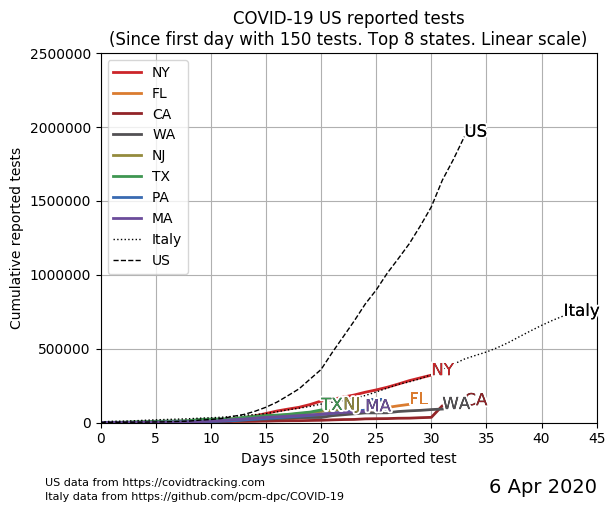 COVID-19 US reported tests
(Since first day with 150 tests. Top 8 states. Linear scale)
2500000
2000000
1500000
1000000
500000
0
Cumulative reported tests
NY
FL
CA
WA
NJ
TX
PA
MA
Italy
US
US
Italy
NY
FL
CA
WA
TX
NJ
MA
0 5 10 15 20 25 30 35 40 45
Days since 150th reported test
US data from https://covidtracking.com
Italy data from https://github.com/pcm-dpc/COVID-19
6 Apr 2020